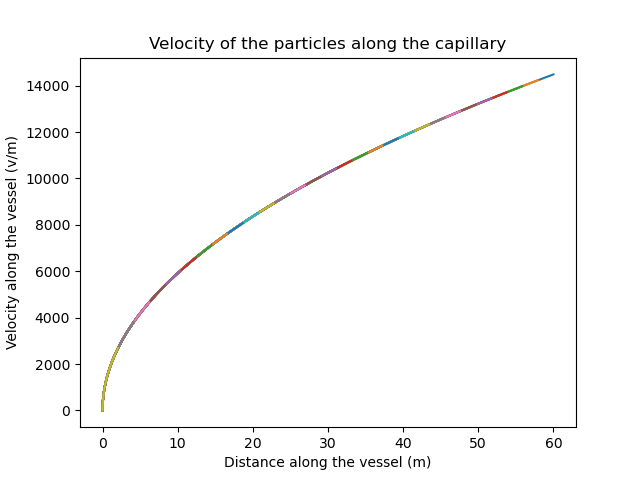 Velocity of the particles along the capillary
Velocity along the vessel (v/m)
14000
12000
10000
8000
6000
4000
2000
0
0 10 20 30 40 50 60
Distance along the vessel (m)